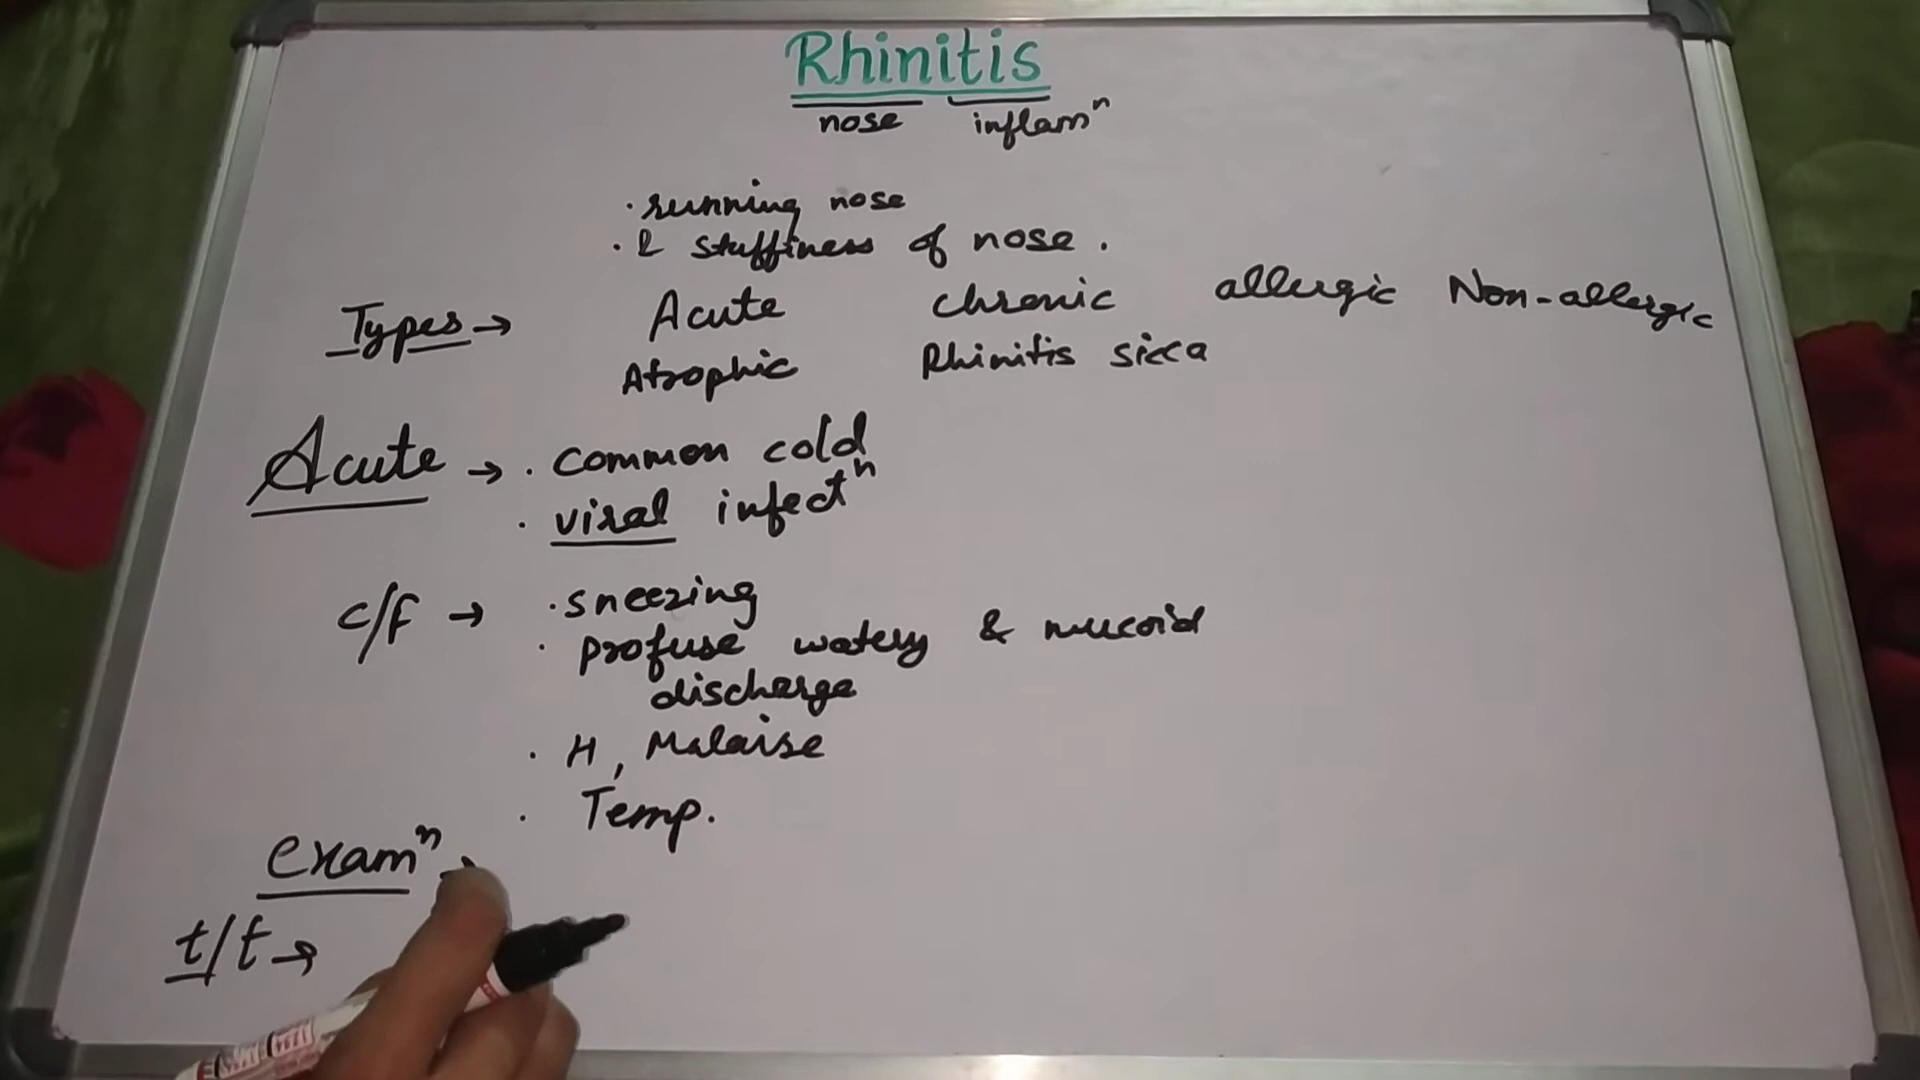 Rhinitis
nose inflamⁿ
· running nose
· & stuffiness of nose .
Types → Acute chronic allergic Non-allergic
Atrophic Rhinitis sicca
Acute → · common cold
· viral infectⁿ
c/f → · sneezing
· profuse watery & mucoid
discharge
· H , Malaise
· Temp.
examⁿ →
t/t →